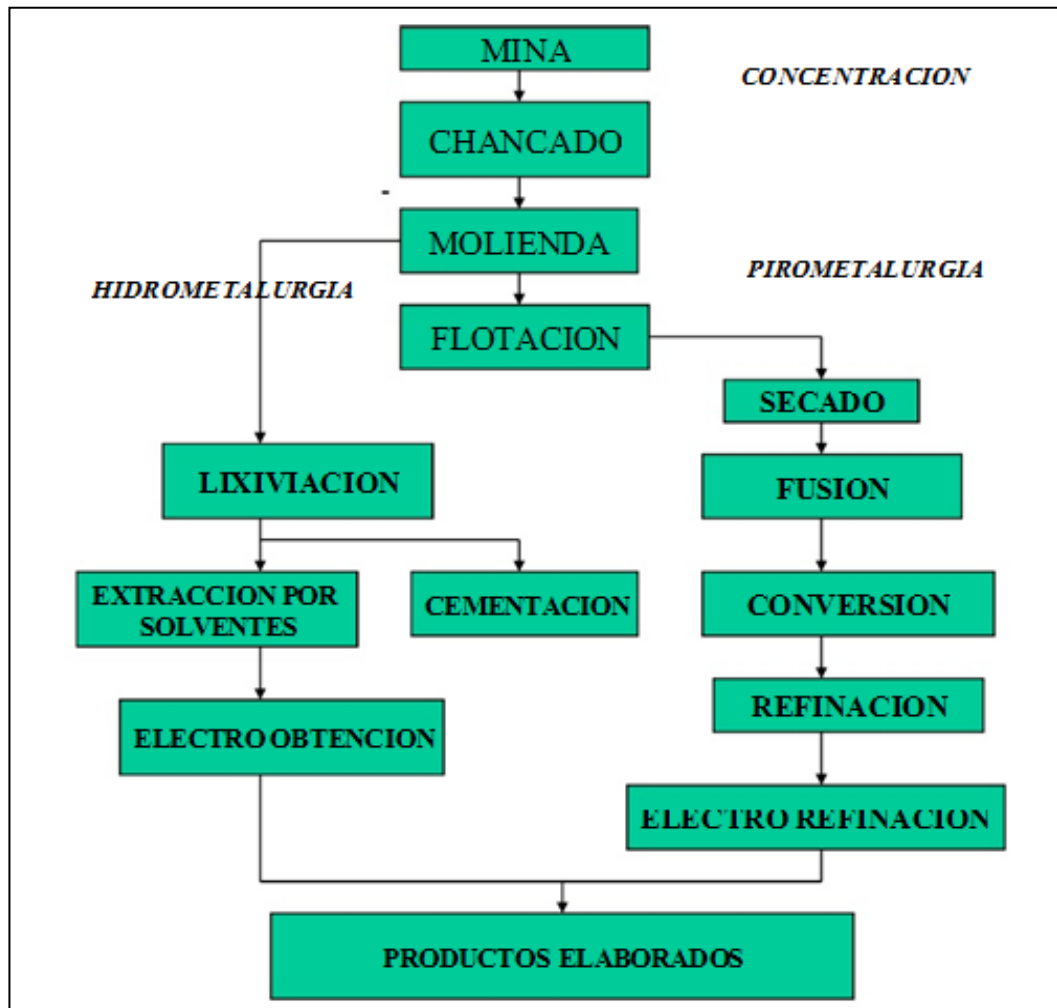 MINA
CONCENTRACION
CHANCADO
-
MOLIENDA
PIROMETALURGIA
HIDROMETALURGIA
FLOTACION
SECADO
LIXIVIACION
FUSION
EXTRACCION POR
SOLVENTES
CEMENTACION
CONVERSION
REFINACION
ELECTRO OBTENCION
ELECTRO REFINACION
PRODUCTOS ELABORADOS